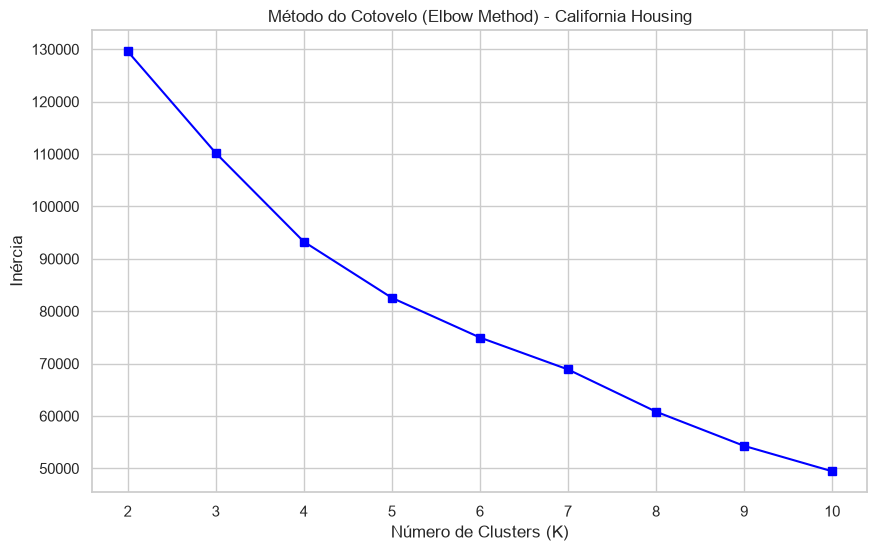 Método do Cotovelo (Elbow Method) - California Housing
130000
120000
110000
100000
90000
80000
70000
60000
50000
Inércia
2 3 4 5 6 7 8 9 10
Número de Clusters (K)